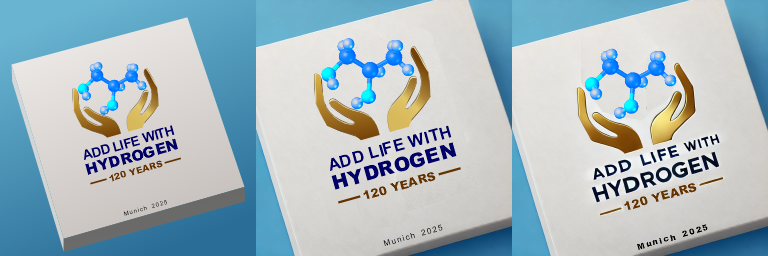 ADD LIFE WITH
HYDROGEN
120 YEARS
Munich 2025
ADD LIFE WITH
HYDROGEN
120 YEARS
Munich 2025
ADD LIFE WITH
HYDROGEN
120 YEARS
Munich 2025